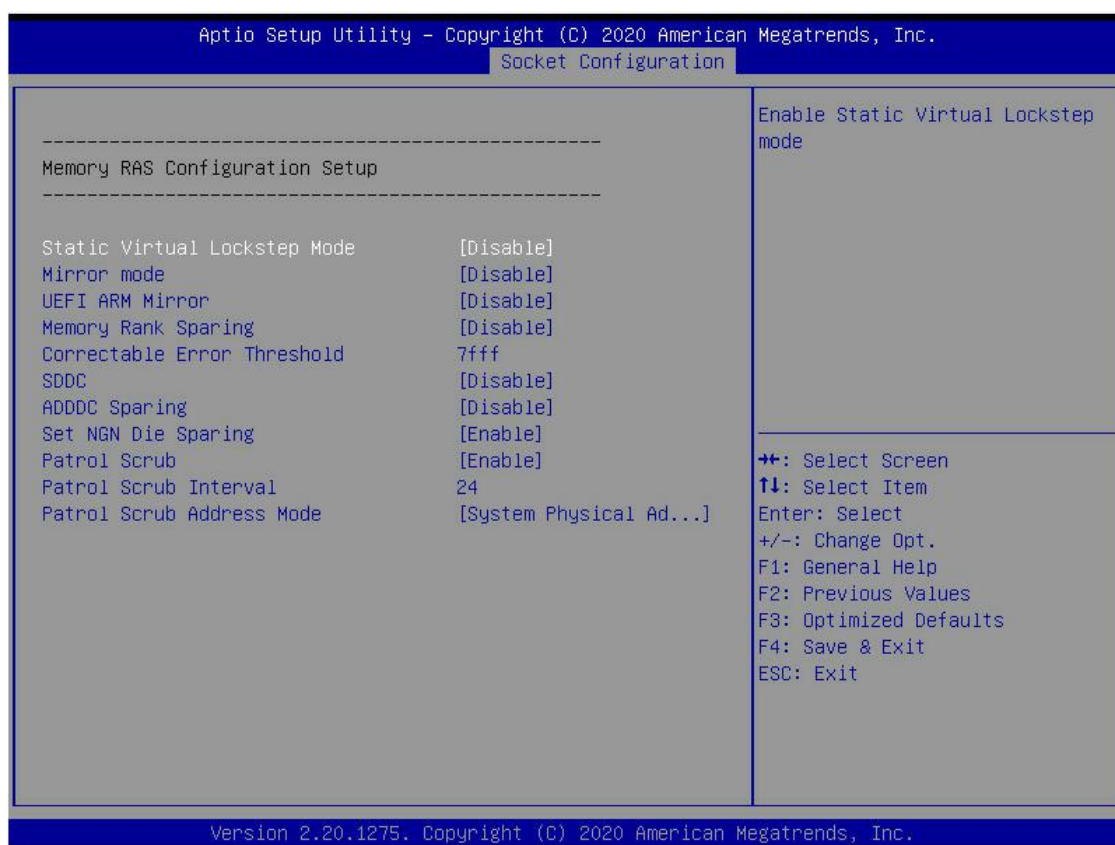 Aptio Setup Utility – Copyright (C) 2020 American Megatrends, Inc.
Socket Configuration
--------------------------------------------------
Memory RAS Configuration Setup
--------------------------------------------------
Static Virtual Lockstep Mode [Disable]
Mirror mode [Disable]
UEFI ARM Mirror [Disable]
Memory Rank Sparing [Disable]
Correctable Error Threshold 7fff
SDDC [Disable]
ADDDC Sparing [Disable]
Set NGN Die Sparing [Enable]
Patrol Scrub [Enable]
Patrol Scrub Interval 24
Patrol Scrub Address Mode [System Physical Ad...]
Enable Static Virtual Lockstep
mode
→←: Select Screen
↑↓: Select Item
Enter: Select
+/-: Change Opt.
F1: General Help
F2: Previous Values
F3: Optimized Defaults
F4: Save & Exit
ESC: Exit
Version 2.20.1275. Copyright (C) 2020 American Megatrends, Inc.